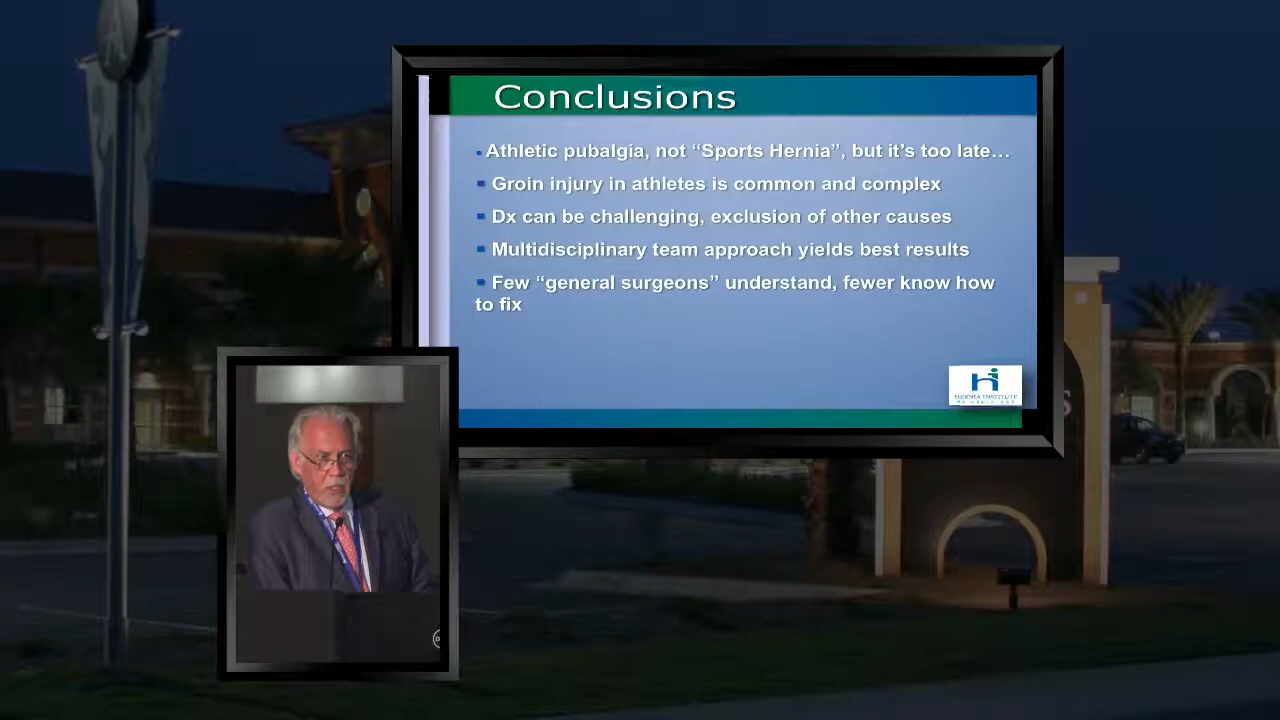 Conclusions
▪ Athletic pubalgia, not “Sports Hernia”, but it’s too late…
▪ Groin injury in athletes is common and complex
▪ Dx can be challenging, exclusion of other causes
▪ Multidisciplinary team approach yields best results
▪ Few “general surgeons” understand, fewer know how
to fix
HERNIA INSTITUTE
S